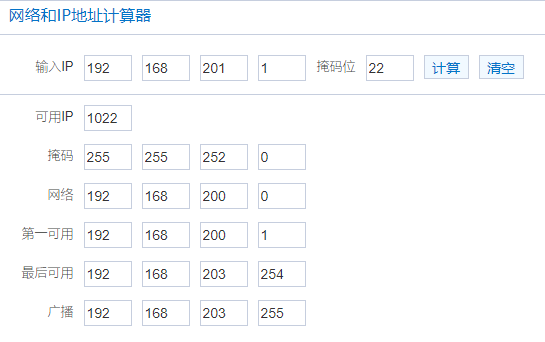 网络和IP地址计算器
输入IP 192 168 201 1 掩码位 22 计算 清空
可用IP 1022
掩码 255 255 252 0
网络 192 168 200 0
第一可用 192 168 200 1
最后可用 192 168 203 254
广播 192 168 203 255